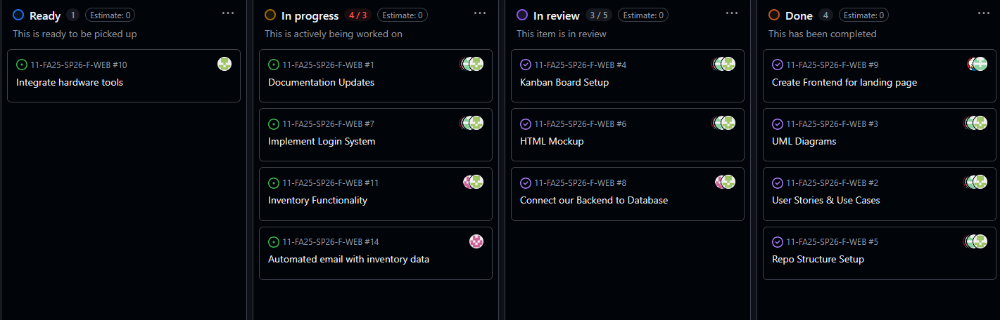 Ready 1 Estimate: 0
This is ready to be picked up
11-FA25-SP26-F-WEB #10
Integrate hardware tools
In progress 4 / 3 Estimate: 0
This is actively being worked on
11-FA25-SP26-F-WEB #1
Documentation Updates
11-FA25-SP26-F-WEB #7
Implement Login System
11-FA25-SP26-F-WEB #11
Inventory Functionality
11-FA25-SP26-F-WEB #14
Automated email with inventory data
In review 3 / 5 Estimate: 0
This item is in review
11-FA25-SP26-F-WEB #4
Kanban Board Setup
11-FA25-SP26-F-WEB #6
HTML Mockup
11-FA25-SP26-F-WEB #8
Connect our Backend to Database
Done 4 Estimate: 0
This has been completed
11-FA25-SP26-F-WEB #9
Create Frontend for landing page
11-FA25-SP26-F-WEB #3
UML Diagrams
11-FA25-SP26-F-WEB #2
User Stories & Use Cases
11-FA25-SP26-F-WEB #5
Repo Structure Setup